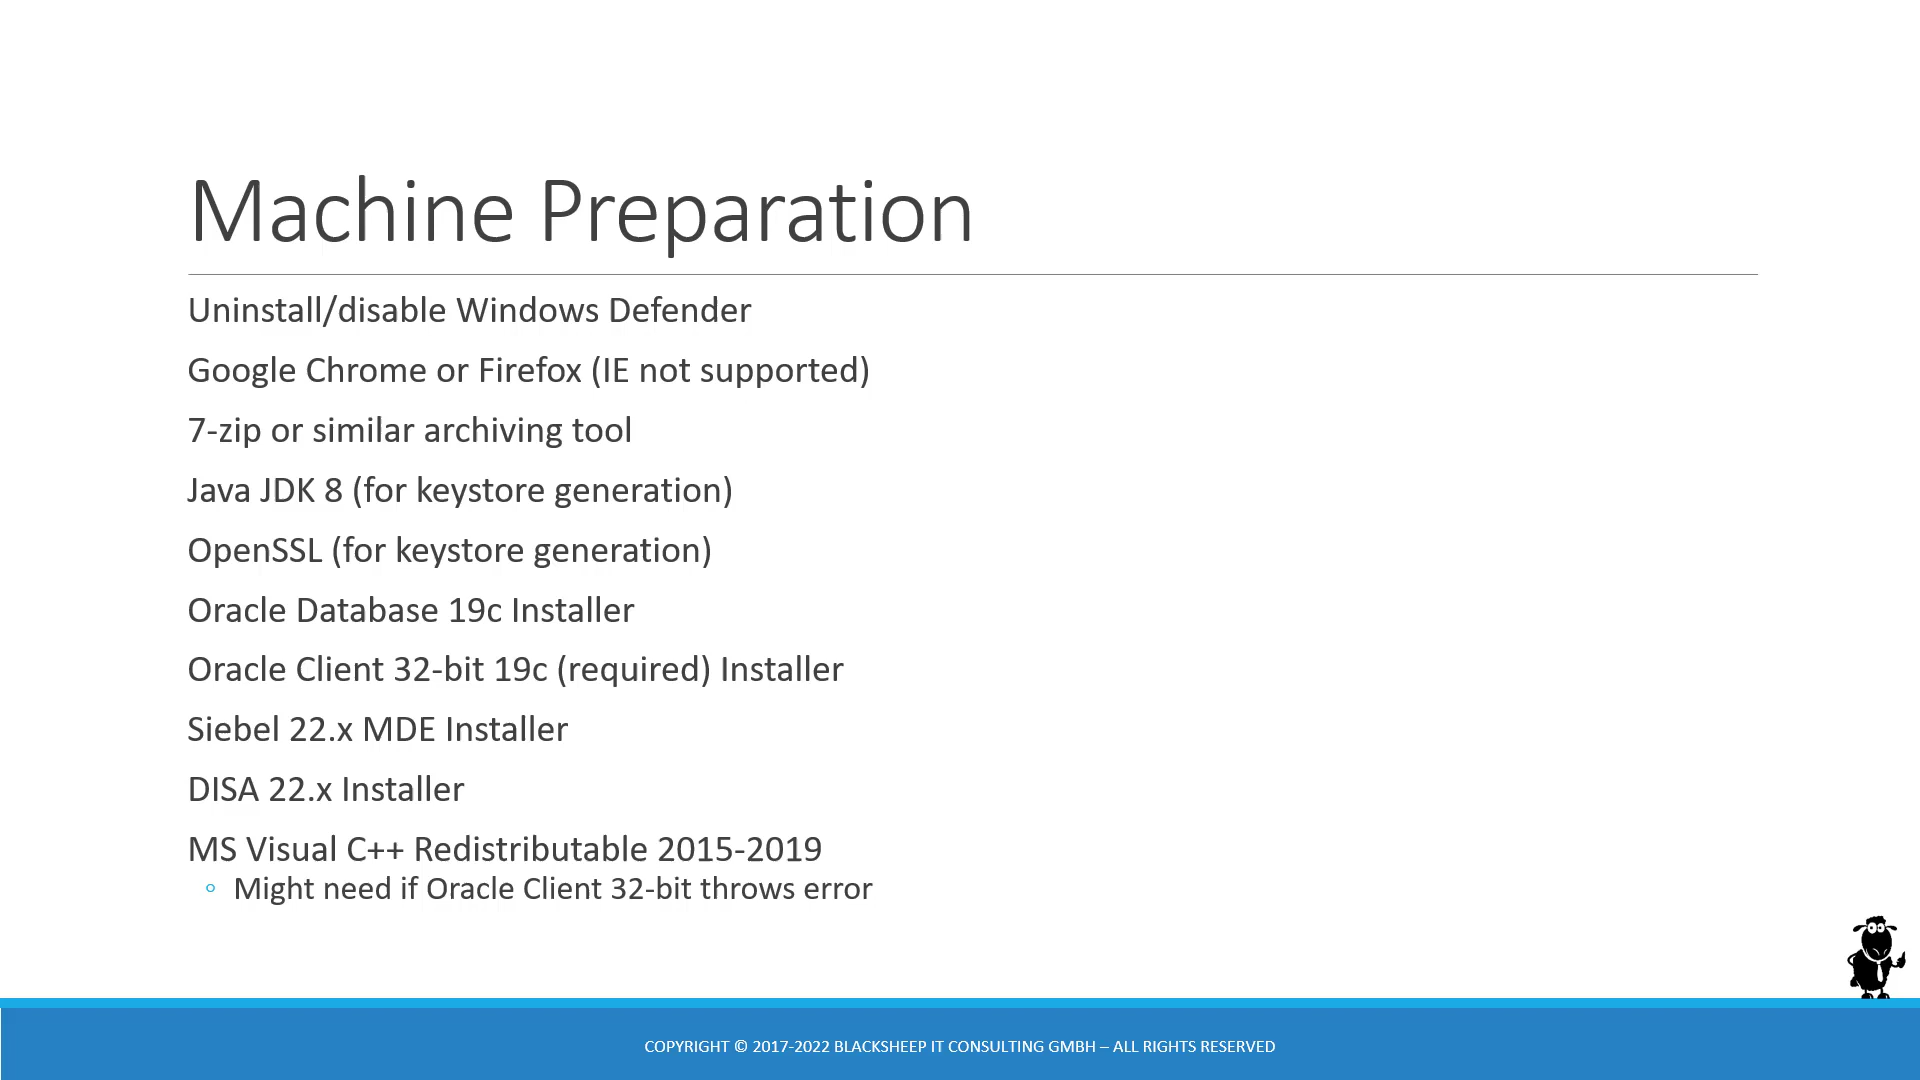 Machine Preparation
Uninstall/disable Windows Defender
Google Chrome or Firefox (IE not supported)
7-zip or similar archiving tool
Java JDK 8 (for keystore generation)
OpenSSL (for keystore generation)
Oracle Database 19c Installer
Oracle Client 32-bit 19c (required) Installer
Siebel 22.x MDE Installer
DISA 22.x Installer
MS Visual C++ Redistributable 2015-2019
◦ Might need if Oracle Client 32-bit throws error
COPYRIGHT © 2017-2022 BLACKSHEEP IT CONSULTING GMBH – ALL RIGHTS RESERVED